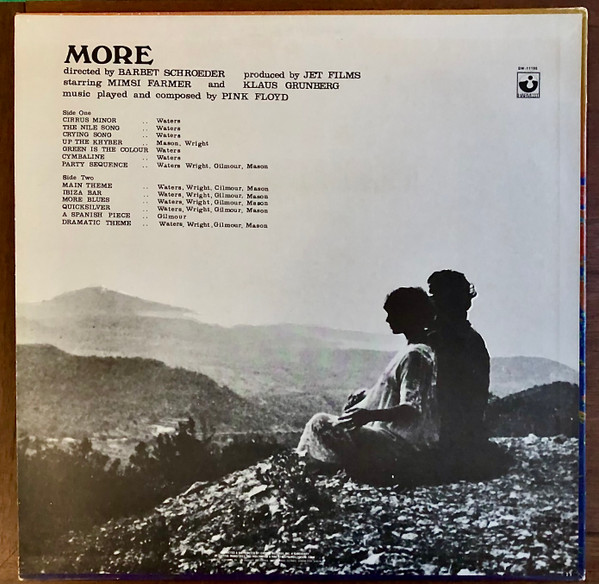 MORE
directed by BARBET SCHROEDER produced by JET FILMS
starring MIMSI FARMER and KLAUS GRUNBERG
music played and composed by PINK FLOYD
SW-11198
HARVEST
Side One
CIRRUS MINOR .. Waters
THE NILE SONG .. Waters
CRYING SONG .. Waters
UP THE KHYBER .. Mason, Wright
GREEN IS THE COLOUR Waters
CYMBALINE .. Waters
PARTY SEQUENCE .. Waters, Wright, Gilmour, Mason
Side Two
MAIN THEME .. Waters, Wright, Gilmour, Mason
IBIZA BAR .. Waters, Wright, Gilmour, Mason
MORE BLUES .. Waters, Wright, Gilmour, Mason
QUICKSILVER .. Waters, Wright, Gilmour, Mason
A SPANISH PIECE .. Gilmour
DRAMATIC THEME .. Waters, Wright, Gilmour, Mason